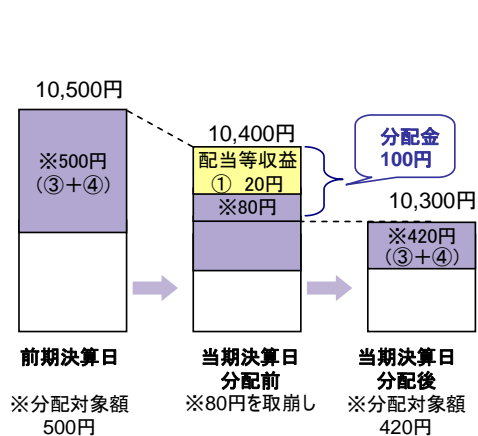 10,500円
※500円
(③+④)
前期決算日
※分配対象額
500円
10,400円
配当等収益
① 20円
※80円
当期決算日
分配前
※80円を取崩し
分配金
100円
10,300円
※420円
(③+④)
当期決算日
分配後
※分配対象額
420円